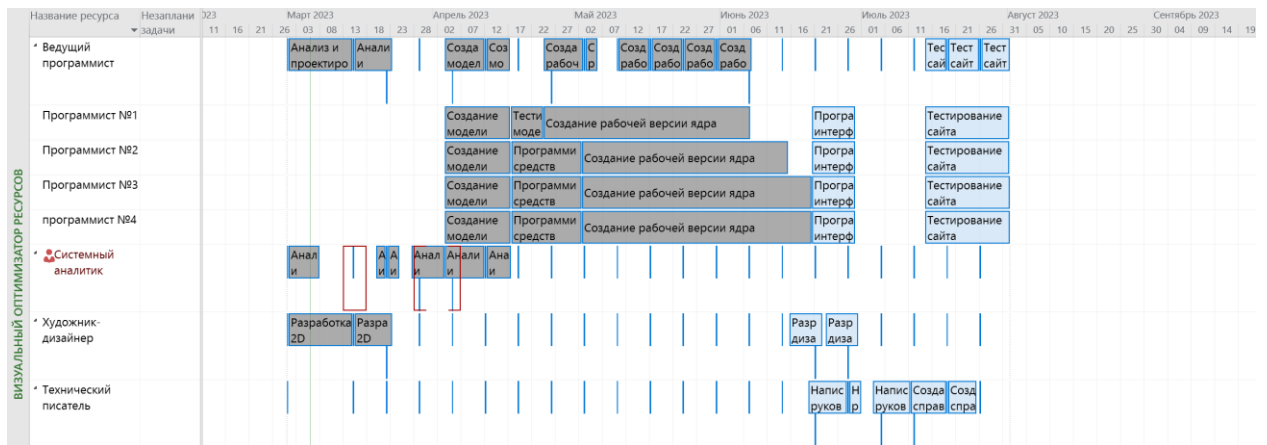 Название ресурса Незаплани 023 Март 2023 Апрель 2023 Май 2023 Июнь 2023 Июль 2023 Август 2023 Сентябрь 2023
задачи 11 16 21 26 03 08 13 18 23 28 02 07 12 17 22 27 02 07 12 17 22 27 01 06 11 16 21 26 01 06 11 16 21 26 31 05 10 15 20 25 30 04 09 14 19
ВИЗУАЛЬНЫЙ ОПТИМИЗАТОР РЕСУРСОВ
Ведущий Анализ и Анали Созда Соз Созда С Созд Созд Созд Созд Тес Тест Тест
программист проектиро и модел мо рабоч р рабо рабо рабо рабо сай сайт сайт
Программист №1 Создание Тести Создание рабочей версии ядра Програ Тестирование
модели моде интерф сайта
Программист №2 Создание Программи Создание рабочей версии ядра Програ Тестирование
модели средств интерф сайта
Программист №3 Создание Программи Создание рабочей версии ядра Програ Тестирование
модели средств интерф сайта
программист №4 Создание Программи Создание рабочей версии ядра Програ Тестирование
модели средств интерф сайта
Системный Анал А А Анал Анали Ана
аналитик и и и и и и
Художник- Разработка Разра Разр Разр
дизайнер 2D 2D диза диза
Технический Напис Н Напис Созда Созд
писатель руков р руков справ спра